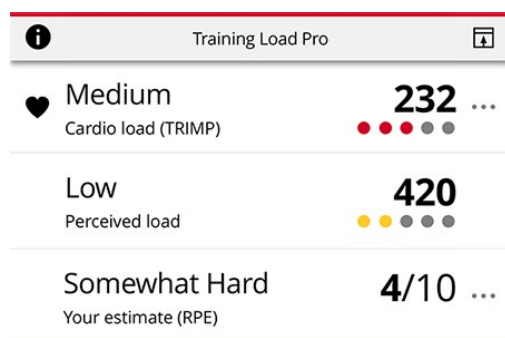 Training Load Pro
Medium 232 ...
Cardio load (TRIMP)
Low 420
Perceived load
Somewhat Hard 4/10 ...
Your estimate (RPE)